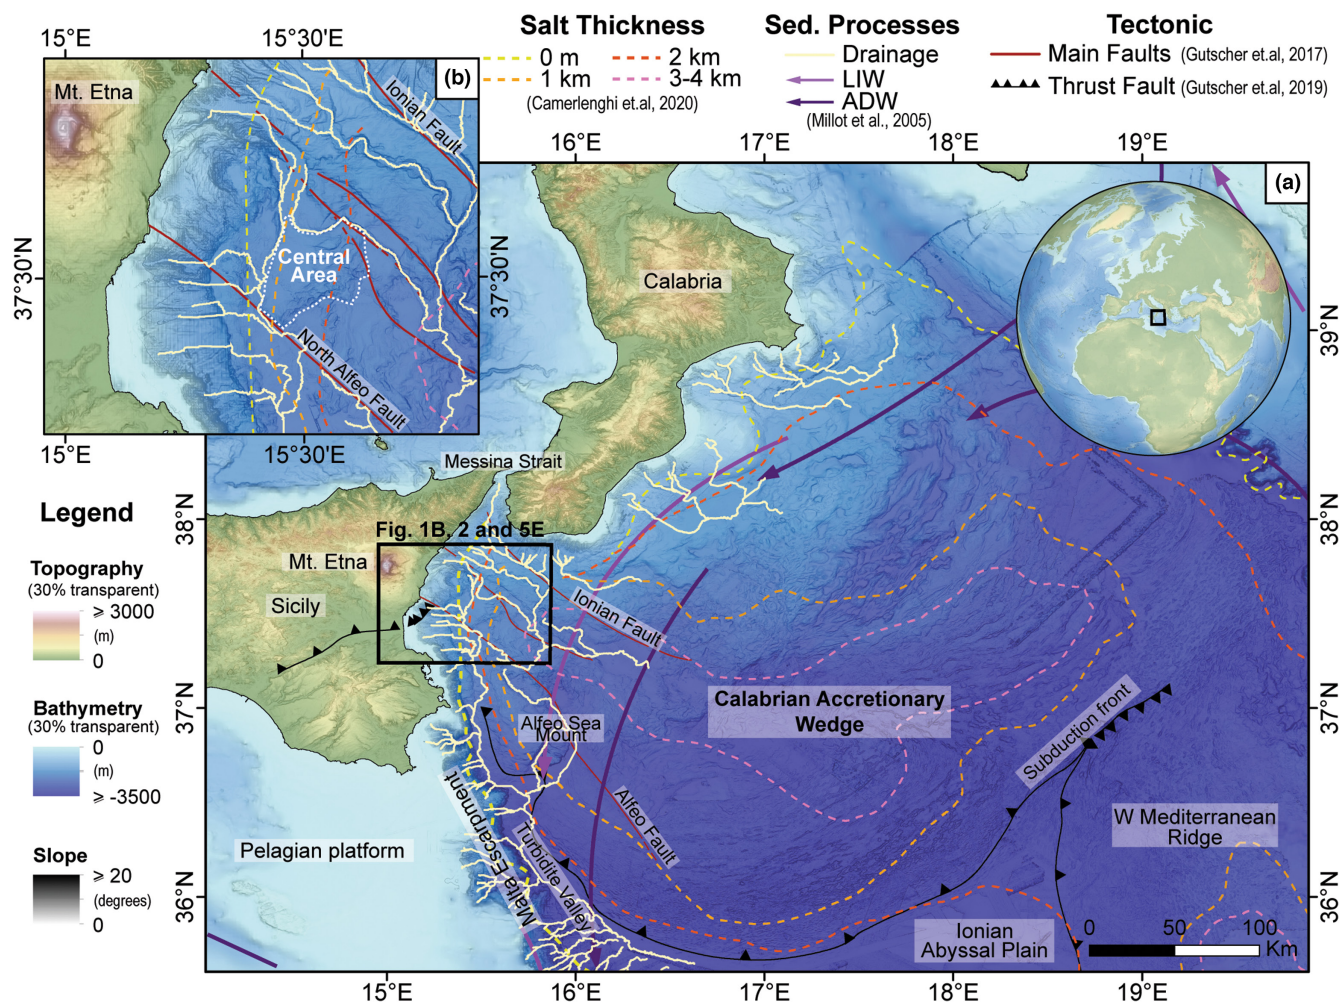 Salt Thickness
0 m
2 km
1 km
3-4 km
(Camerlenghi et.al, 2020)
Sed. Processes
Drainage
LIW
ADW
(Millot et al., 2005)
Tectonic
Main Faults (Gutscher et.al, 2017)
Thrust Fault (Gutscher et.al, 2019)
15°E
15°30'E
(b)
Mt. Etna
Ionian Fault
Central
Area
North Alfeo Fault
37°30'N
37°30'N
15°E
15°30'E
16°E
17°E
18°E
19°E
(a)
Calabria
39°N
39°N
Messina Strait
38°N
38°N
Fig. 1B, 2 and 5E
Mt. Etna
Sicily
Ionian Fault
Calabrian Accretionary
Wedge
37°N
37°N
Alfeo Sea
Mount
Subduction front
Alfeo Fault
Malta Escarpment
Turbidite Valley
W Mediterranean
Ridge
Pelagian platform
36°N
36°N
Ionian
Abyssal Plain
0
50
100
Km
15°E
16°E
17°E
18°E
19°E
Legend
Topography
(30% transparent)
⩾ 3000
(m)
0
Bathymetry
(30% transparent)
0
(m)
⩾ -3500
Slope
⩾ 20
(degrees)
0